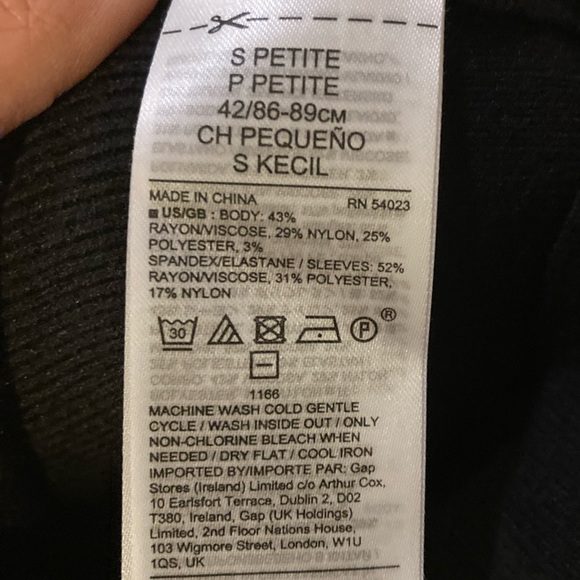 S PETITE
P PETITE
42/86-89CM
CH PEQUEÑO
S KECIL
MADE IN CHINA RN 54023
US/GB : BODY: 43%
RAYON/VISCOSE, 29% NYLON, 25%
POLYESTER, 3%
SPANDEX/ELASTANE / SLEEVES: 52%
RAYON/VISCOSE, 31% POLYESTER,
17% NYLON
30 P ®
1166
MACHINE WASH COLD GENTLE
CYCLE / WASH INSIDE OUT / ONLY
NON-CHLORINE BLEACH WHEN
NEEDED / DRY FLAT / COOL IRON
IMPORTED BY/IMPORTE PAR: Gap
Stores (Ireland) Limited c/o Arthur Cox,
10 Earlsfort Terrace, Dublin 2, D02
T380, Ireland, Gap (UK Holdings)
Limited, 2nd Floor Nations House,
103 Wigmore Street, London, W1U
1QS, UK